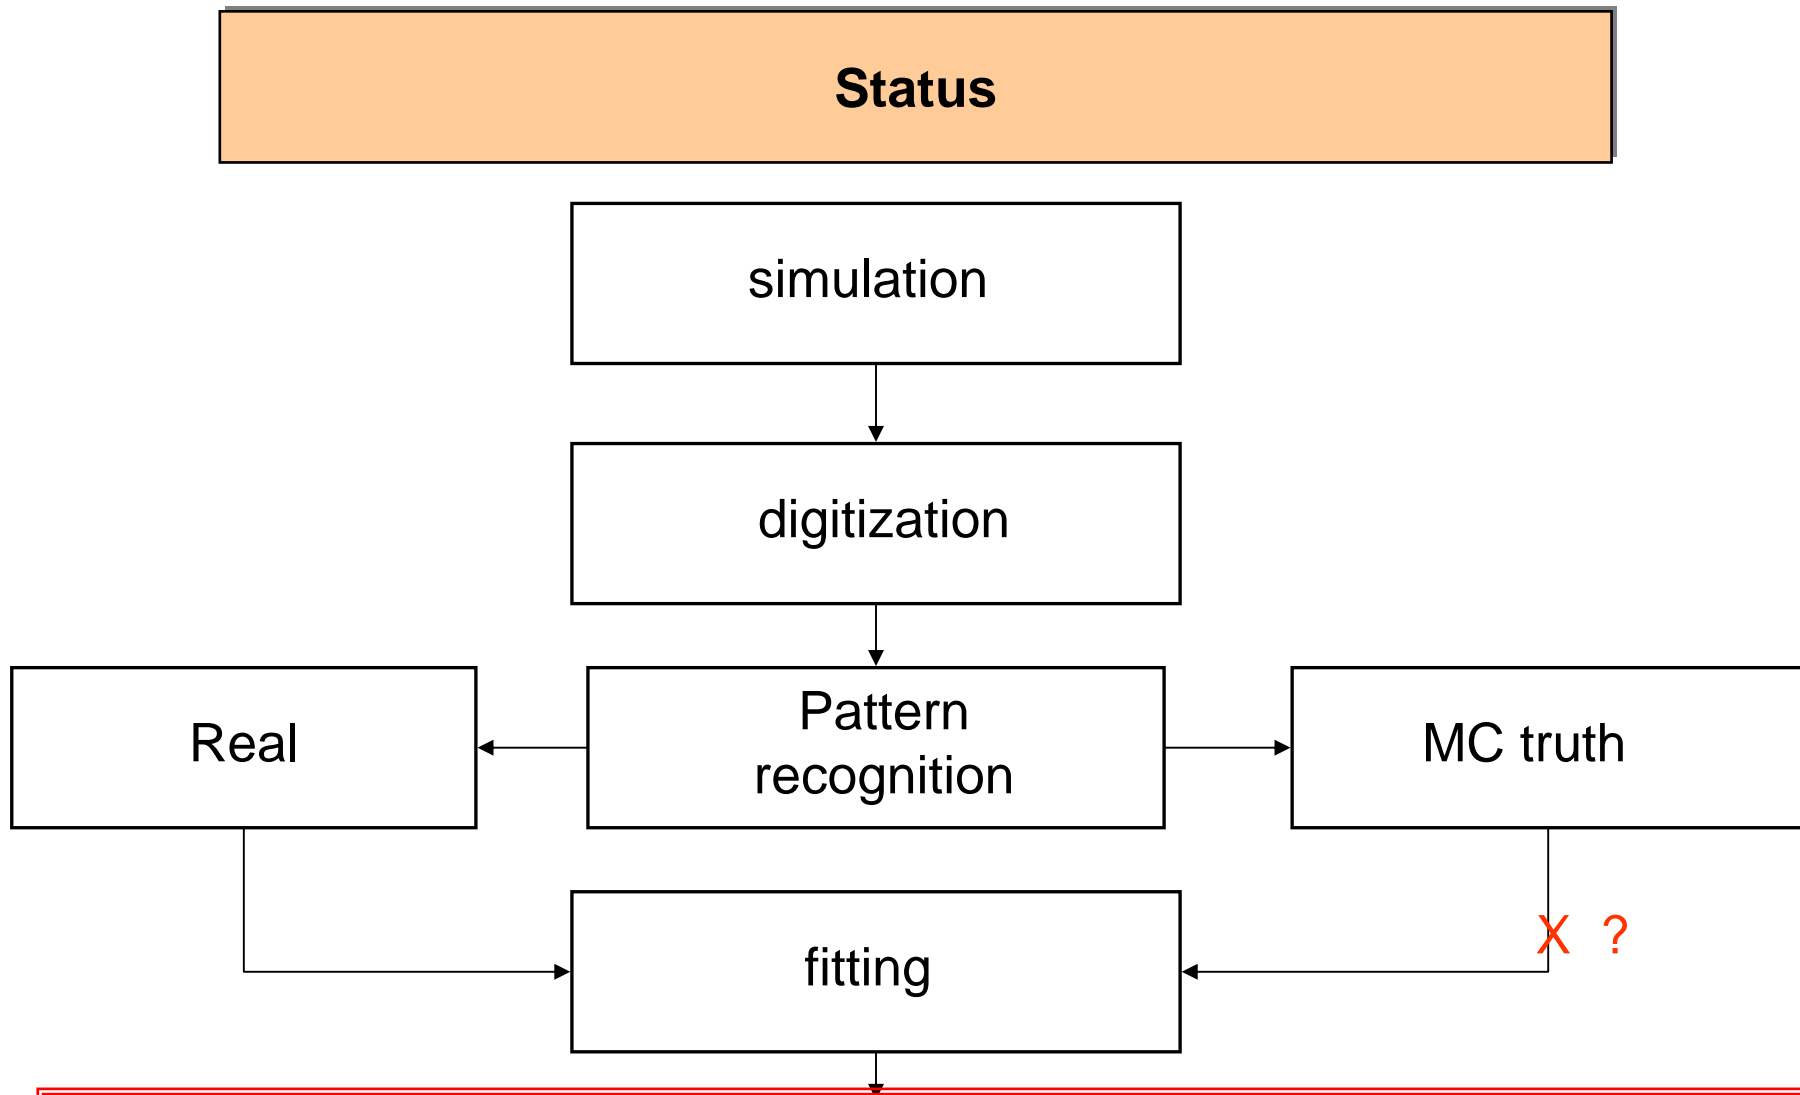 Status
simulation
digitization
Real
Pattern
recognition
MC truth
X ?
fitting